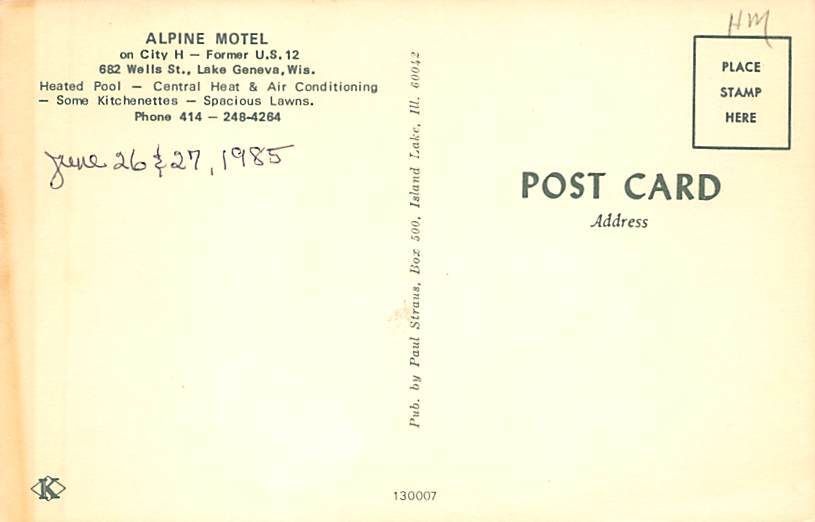 ALPINE MOTEL
on City H — Former U.S. 12
682 Wells St., Lake Geneva, Wis.
Heated Pool — Central Heat & Air Conditioning
— Some Kitchenettes — Spacious Lawns.
Phone 414 — 248-4264
June 26 & 27, 1985
Pub. by Paul Straus, Box 500, Island Lake, Ill. 60042
HM
PLACE
STAMP
HERE
POST CARD
Address
K
130007